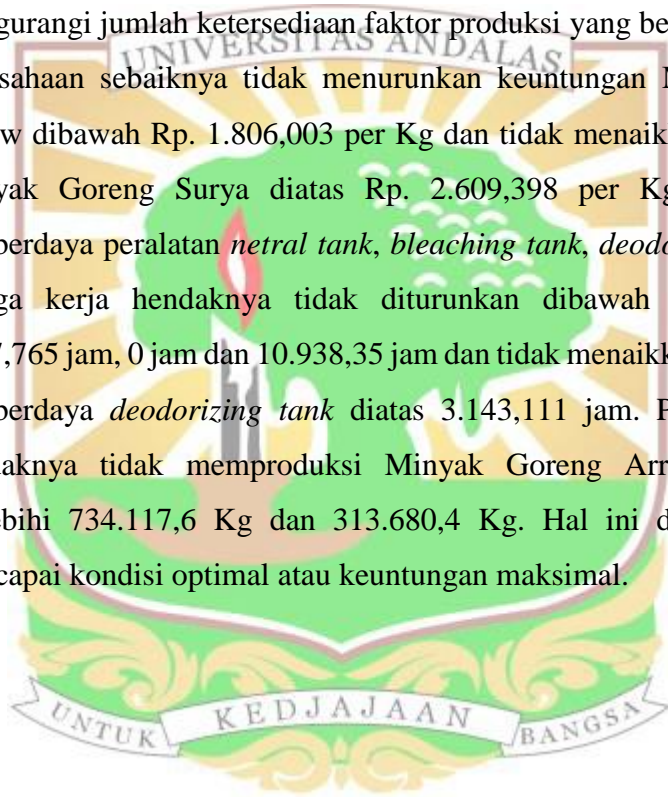 gurangi jumlah ketersediaan faktor produksi yang be
UNIVERSITAS ANDALAS
sahaan sebaiknya tidak menurunkan keuntungan
w dibawah Rp. 1.806,003 per Kg dan tidak menaik
yak Goreng Surya diatas Rp. 2.609,398 per Kg
berdaya peralatan netral tank, bleaching tank, deodo
ga kerja hendaknya tidak diturunkan dibawah
7,765 jam, 0 jam dan 10.938,35 jam dan tidak menaikk
berdaya deodorizing tank diatas 3.143,111 jam. P
daknya tidak memproduksi Minyak Goreng Arr
ebihi 734.117,6 Kg dan 313.680,4 Kg. Hal ini d
capai kondisi optimal atau keuntungan maksimal.
UNTUK KEDJAJAAN BANGSA